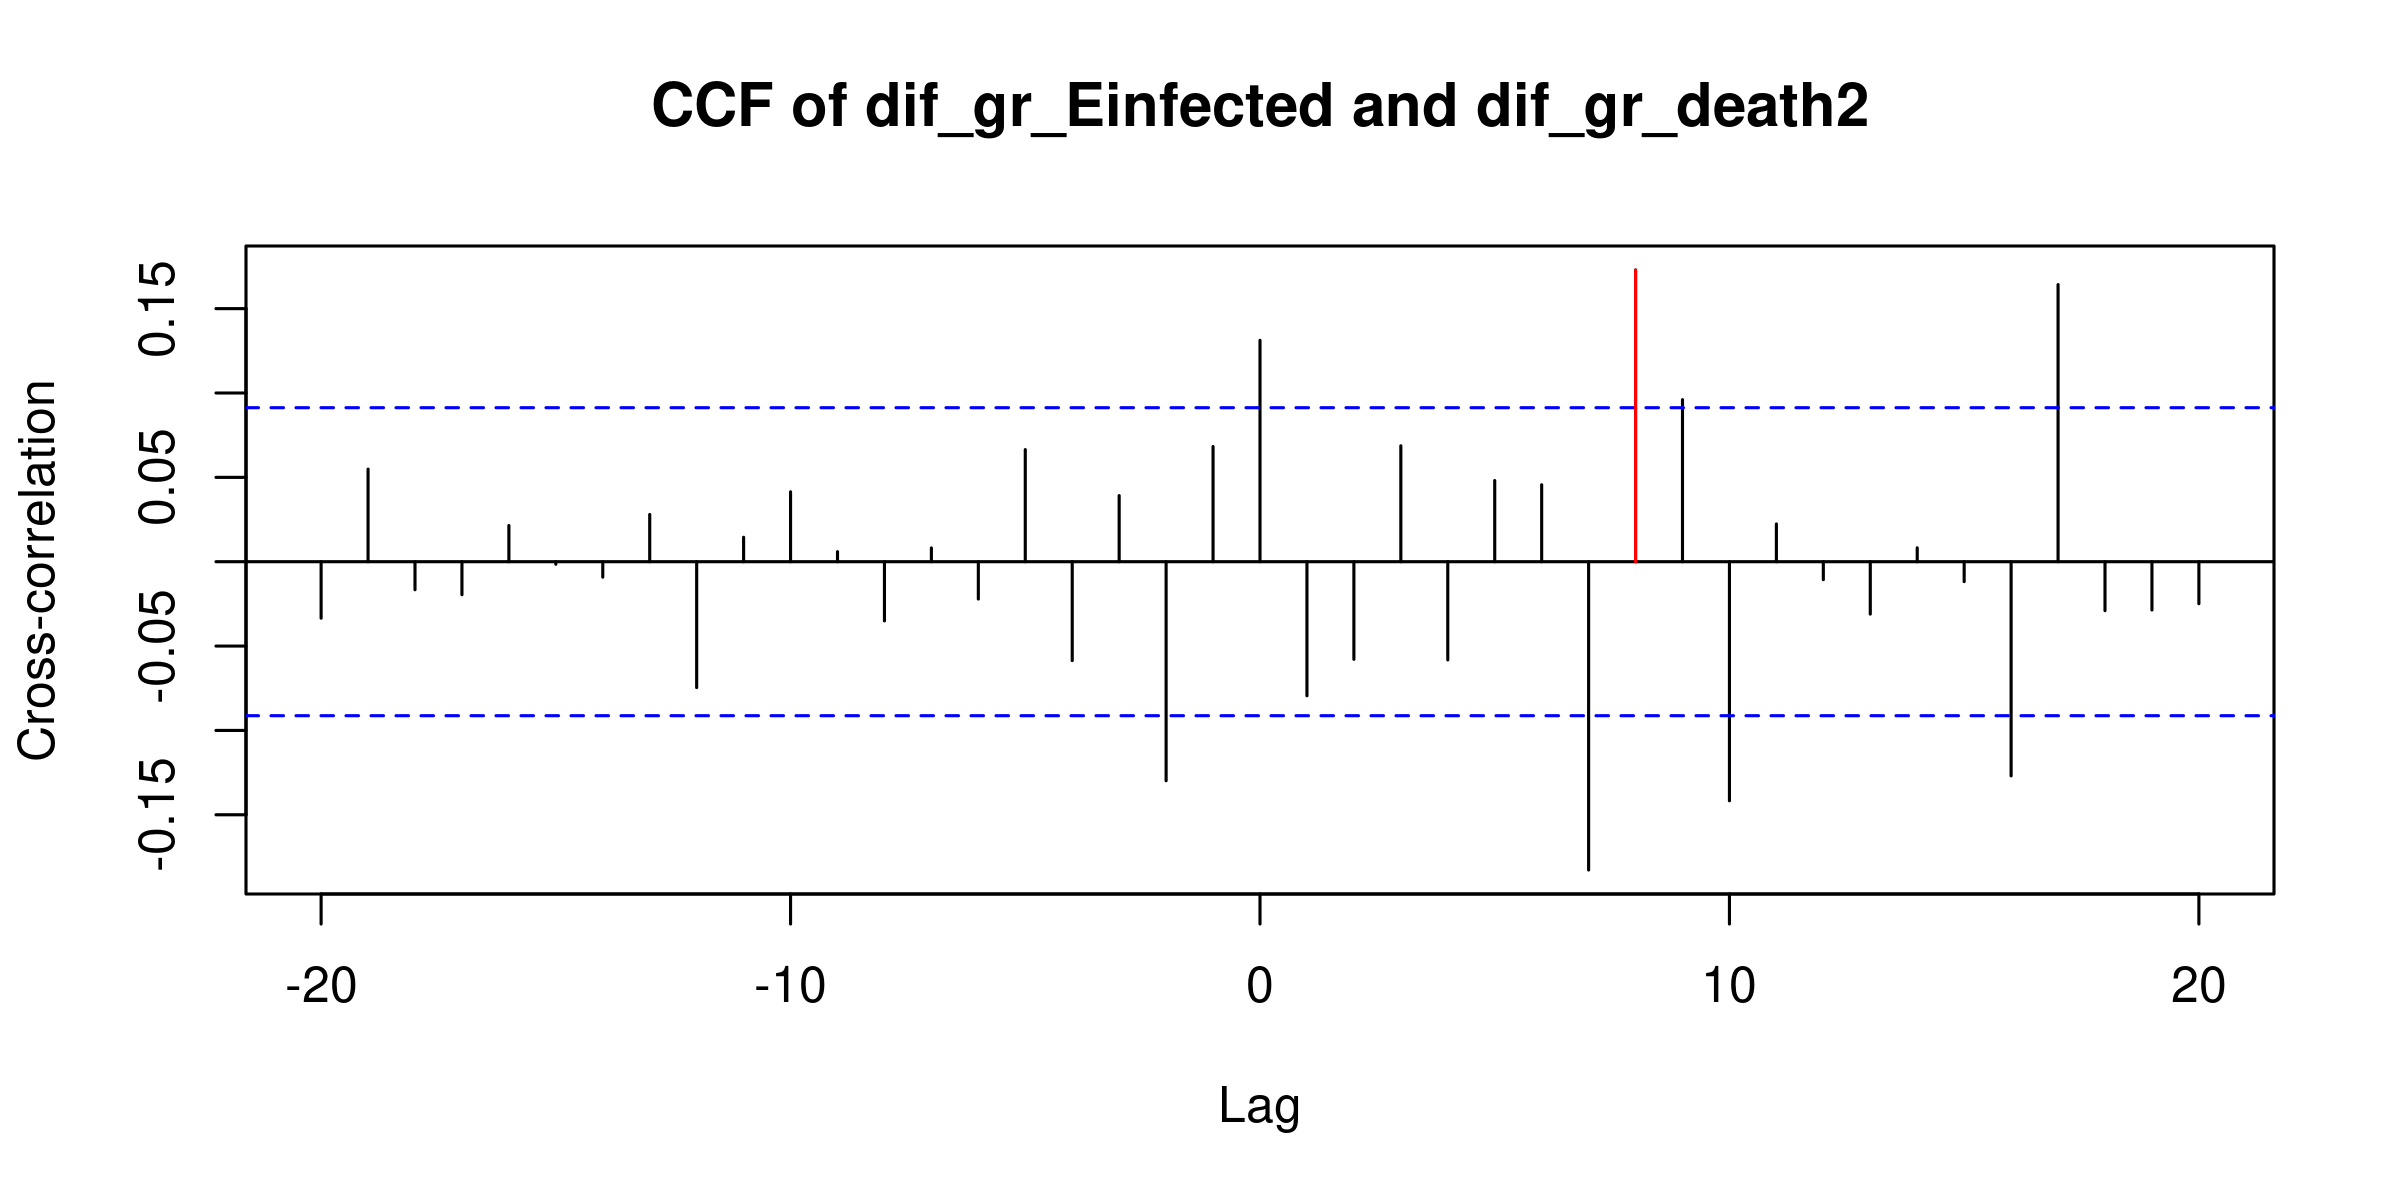 CCF of dif_gr_Einfected and dif_gr_death2
Cross-correlation
0.15
0.05
-0.05
-0.15
-20 -10 0 10 20
Lag